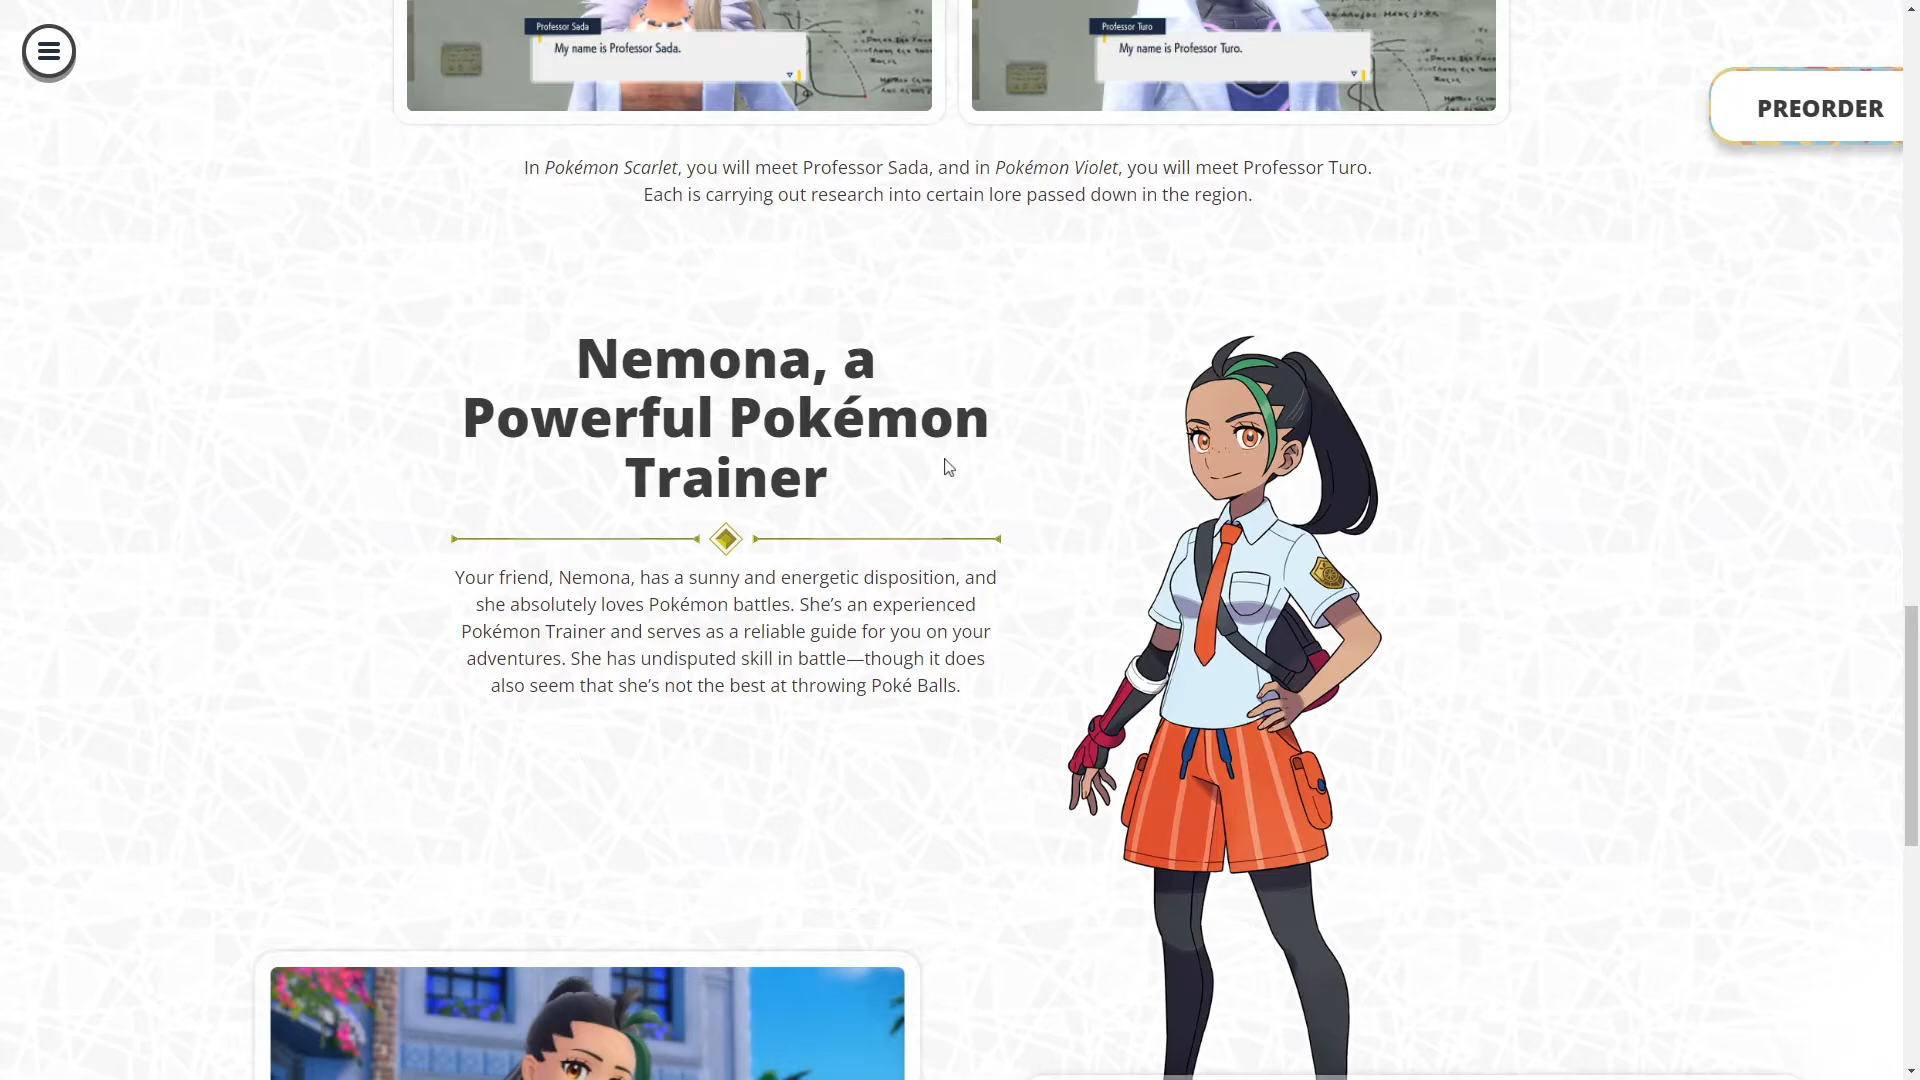 Professor Sada
My name is Professor Sada.
Professor Turo
My name is Professor Turo.
PREORDER
In Pokémon Scarlet, you will meet Professor Sada, and in Pokémon Violet, you will meet Professor Turo.
Each is carrying out research into certain lore passed down in the region.
Nemona, a
Powerful Pokémon
Trainer
Your friend, Nemona, has a sunny and energetic disposition, and
she absolutely loves Pokémon battles. She’s an experienced
Pokémon Trainer and serves as a reliable guide for you on your
adventures. She has undisputed skill in battle—though it does
also seem that she’s not the best at throwing Poké Balls.